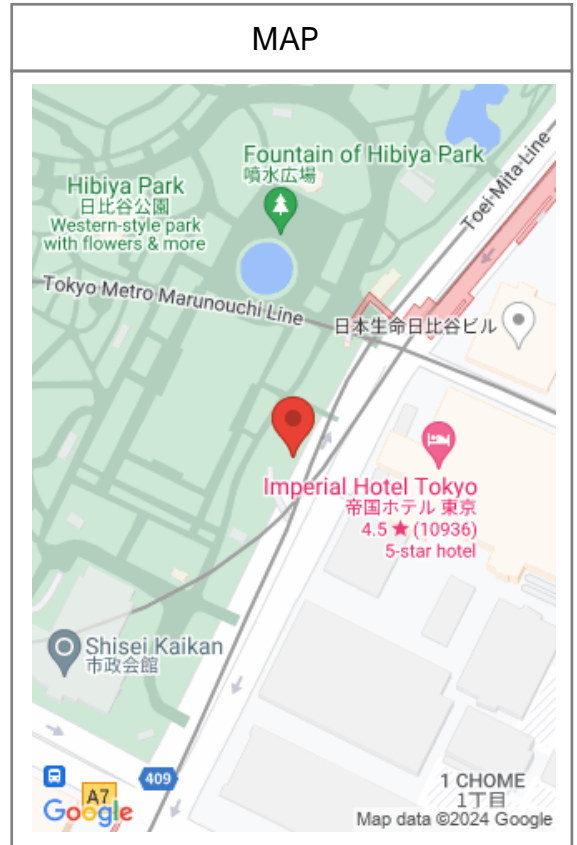 MAP
Fountain of Hibiya Park
噴水広場
Hibiya Park
日比谷公園
Western-style park
with flowers & more
Toei-Mita-Line
Tokyo Metro Marunouchi Line
日本生命日比谷ビル
Imperial Hotel Tokyo
帝国ホテル 東京
4.5 ★ (10936)
5-star hotel
Shisei Kaikan
市政会館
409
A7
1 CHOME
1丁目
Google
Map data ©2024 Google